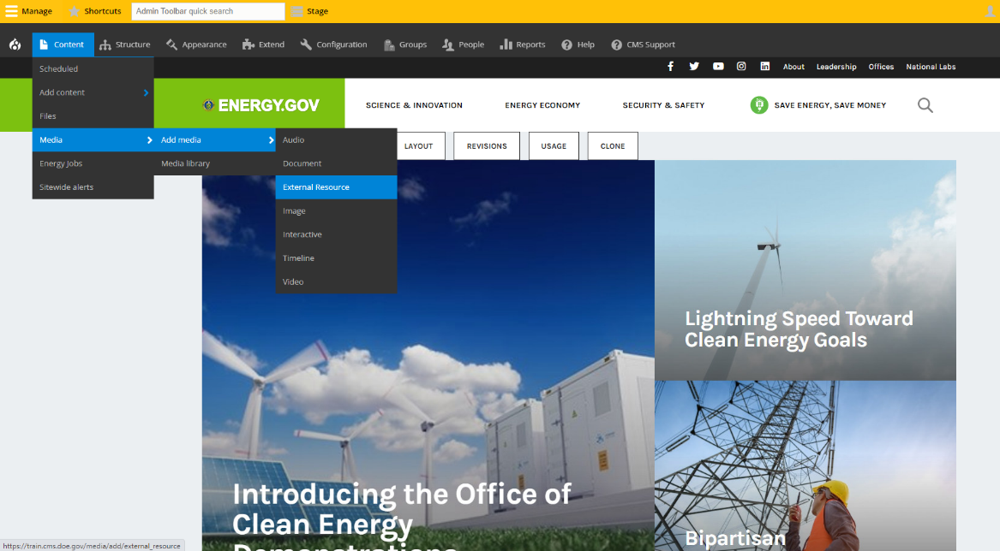 Manage Shortcuts Admin Toolbar quick search Stage
Content Structure Appearance Extend Configuration Groups People Reports Help CMS Support
Scheduled
About Leadership Offices National Labs
Add content
ENERGY.GOV
SCIENCE & INNOVATION ENERGY ECONOMY SECURITY & SAFETY SAVE ENERGY, SAVE MONEY
Files
Media Add media Audio
LAYOUT REVISIONS USAGE CLONE
Energy Jobs Media library Document
Sitewide alerts External Resource
Image
Interactive
Timeline
Video
Lightning Speed Toward
Clean Energy Goals
Introducing the Office of
Clean Energy
Demonstrations
Bipartisan
https://train.cms.doe.gov/media/add/external_resource